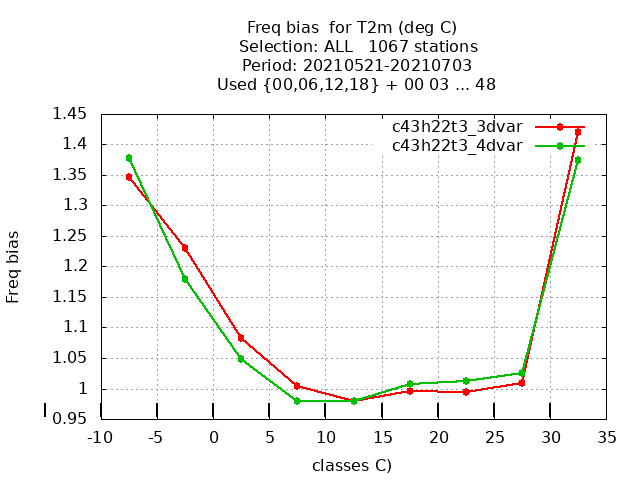 Freq bias  for T2m (deg C)
Selection: ALL   1067 stations
Period: 20210521-20210703
Used {00,06,12,18} + 00 03 ... 48
c43h22t3_3dvar
c43h22t3_4dvar
1.45
1.4
1.35
1.3
1.25
1.2
1.15
1.1
1.05
1
0.95
Freq bias
-10 -5 0 5 10 15 20 25 30 35
classes C)